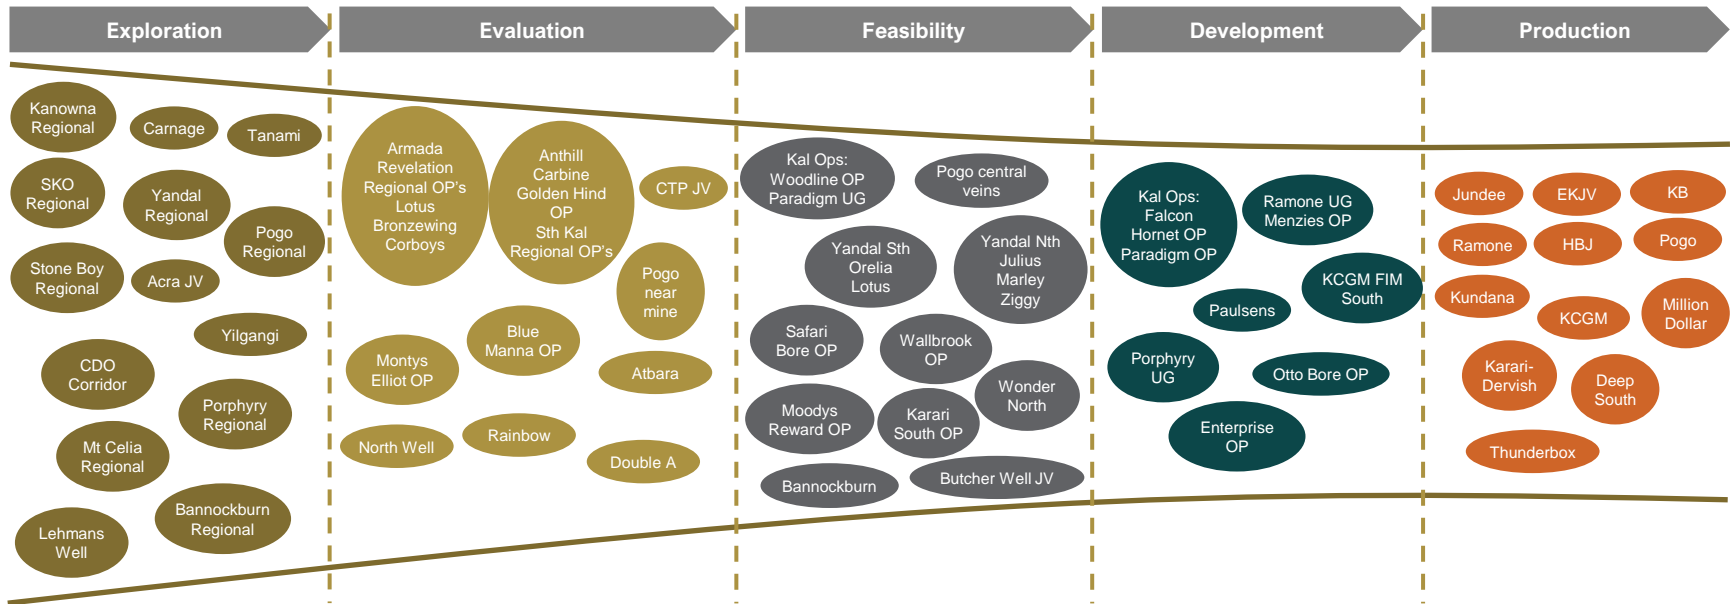 Exploration
Evaluation
Feasibility
Development
Production
Kanowna
Regional
Carnage
Tanami
SKO
Regional
Yandal
Regional
Pogo
Regional
Stone Boy
Regional
Acra JV
Yilgangi
CDO
Corridor
Porphyry
Regional
Mt Celia
Regional
Bannockburn
Regional
Lehmans
Well
Armada
Revelation
Regional OP's
Lotus
Bronzewing
Corboys
Anthill
Carbine
Golden Hind
OP
Sth Kal
Regional OP's
CTP JV
Pogo
near
mine
Blue
Manna OP
Montys
Elliot OP
Atbara
North Well
Rainbow
Double A
Kal Ops:
Woodline OP
Paradigm UG
Pogo central
veins
Yandal Sth
Orelia
Lotus
Yandal Nth
Julius
Marley
Ziggy
Safari
Bore OP
Wallbrook
OP
Wonder
North
Moodys
Reward OP
Karari
South OP
Bannockburn
Butcher Well JV
Kal Ops:
Falcon
Hornet OP
Paradigm OP
Ramone UG
Menzies OP
KCGM FIM
South
Paulsens
Porphyry
UG
Otto Bore OP
Enterprise
OP
Jundee
EKJV
KB
Ramone
HBJ
Pogo
Kundana
KCGM
Million
Dollar
Karari-
Dervish
Deep
South
Thunderbox